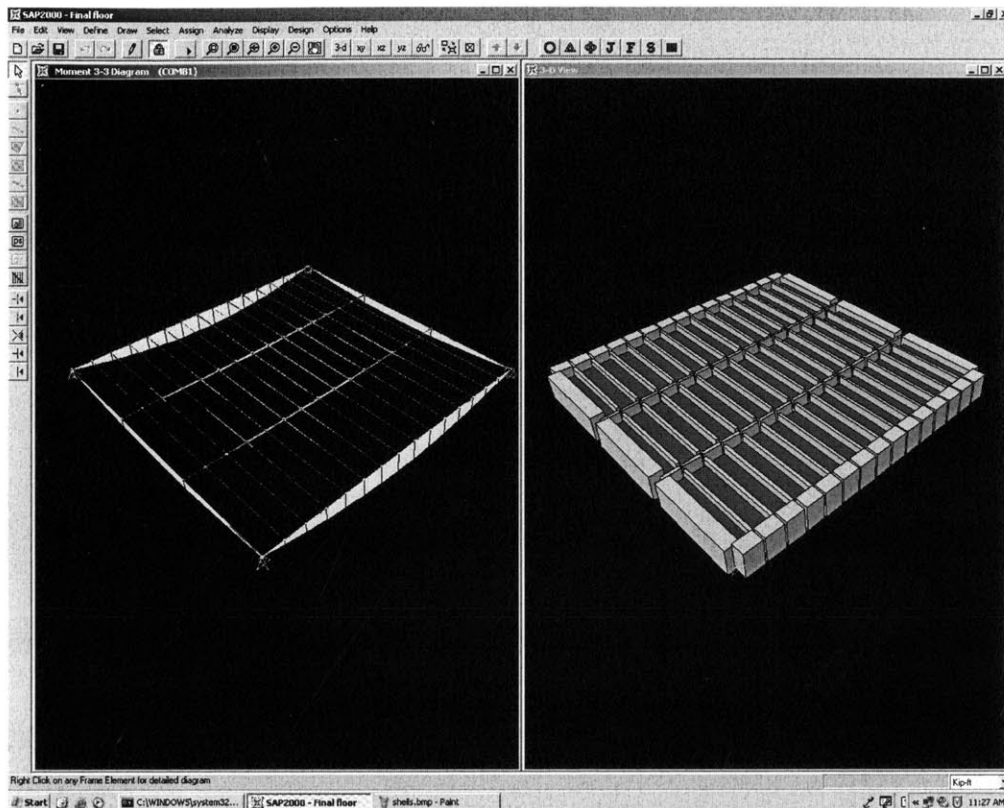 SAP2000 - Final floor
File Edit View Define Draw Select Assign Analyze Display Design Options Help
3-d xy xz yz
J F S
Moment 3-3 Diagram (COMB1)
3-D View
Right Click on any Frame Element for detailed diagram
Kip-ft
Start C:\WINDOWS\system32... SAP2000 - Final floor shells.bmp - Paint 11:27 AM